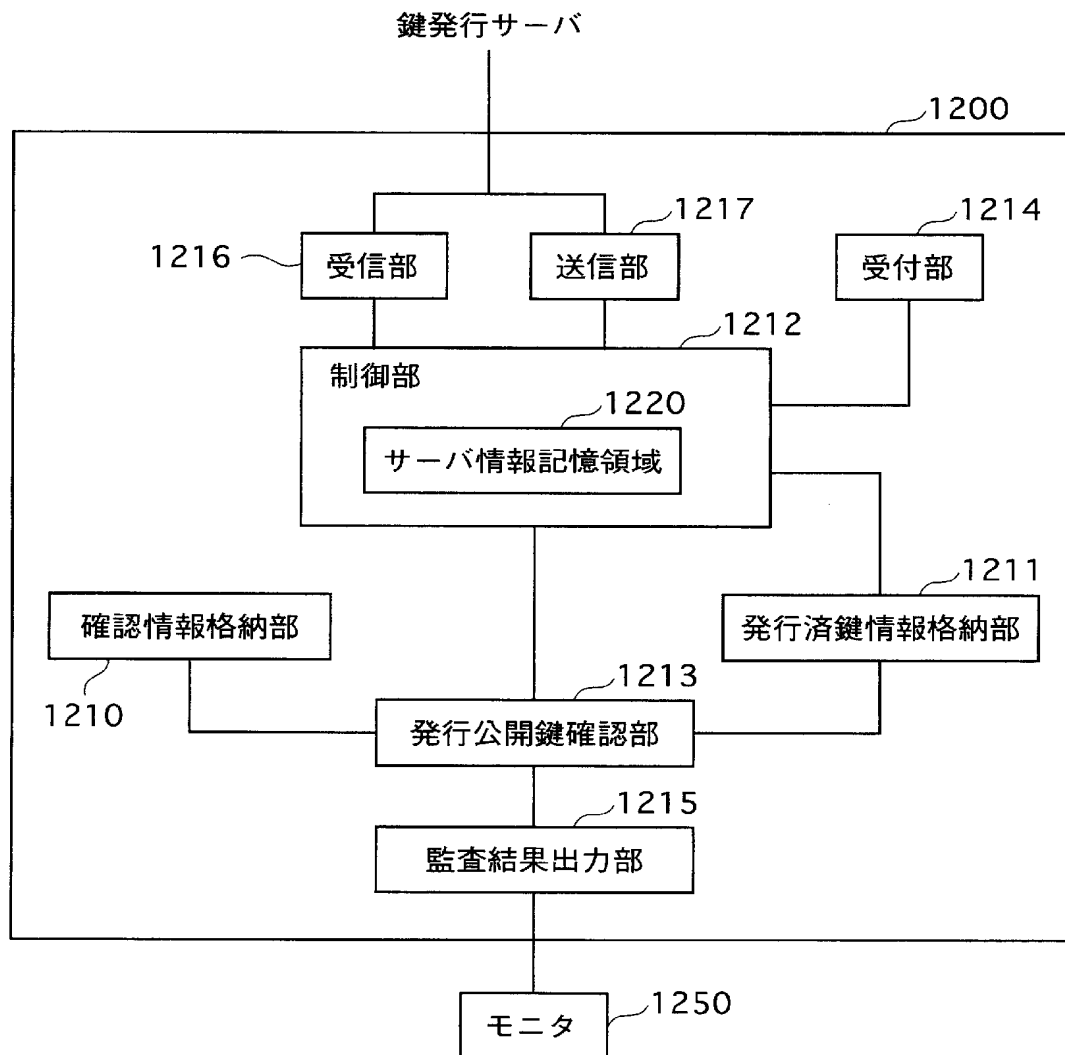 鍵発行サーバ
1200
1217
1214
1216
受信部
送信部
受付部
1212
制御部
1220
サーバ情報記憶領域
1211
確認情報格納部
発行済鍵情報格納部
1213
1210
発行公開鍵確認部
1215
監査結果出力部
1250
モニタ